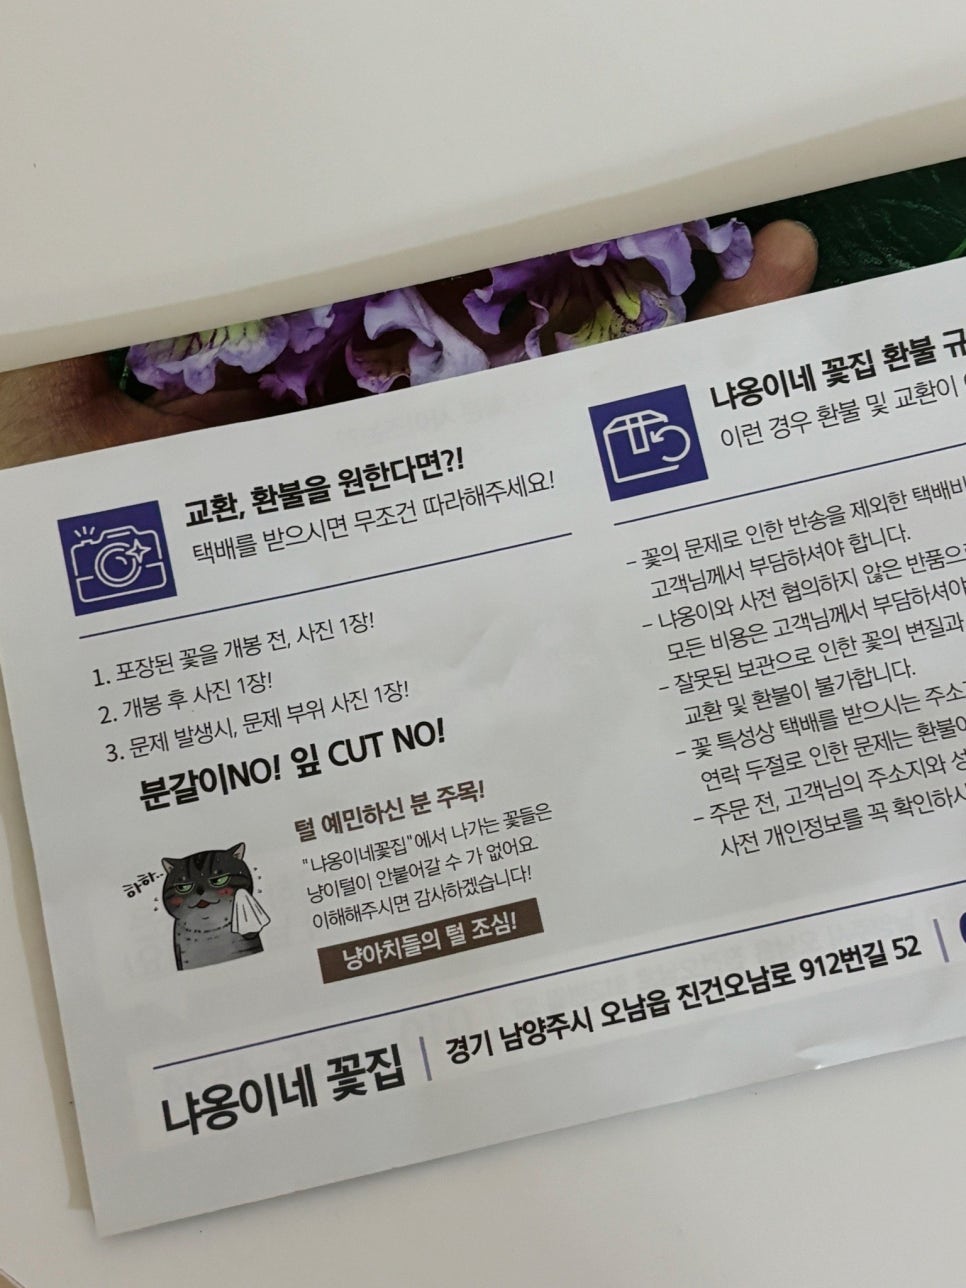 교환, 환불을 원한다면?!
택배를 받으시면 무조건 따라해주세요!
1. 포장된 꽃을 개봉 전, 사진 1장!
2. 개봉 후 사진 1장!
3. 문제 발생시, 문제 부위 사진 1장!
분갈이NO! 잎 CUT NO!
하하..
털 예민하신 분 주목!
"냐옹이네꽃집"에서 나가는 꽃들은
냥이털이 안붙어갈 수 가 없어요
이해해주시면 감사하겠습니다!
냥아치들의 털 조심!
냐옹이네 꽃집 환불 규
이런 경우 환불 및 교환이
- 꽃의 문제로 인한 반송을 제외한 택배비
고객님께서 부담하셔야 합니다.
- 냐옹이와 사전 협의하지 않은 반품으로
모든 비용은 고객님께서 부담하셔야
- 잘못된 보관으로 인한 꽃의 변질과
교환 및 환불이 불가합니다.
- 꽃 특성상 택배를 받으시는 주소지
연락 두절로 인한 문제는 환불이
- 주문 전, 고객님의 주소지와 성
사전 개인정보를 꼭 확인하시
냐옹이네 꽃집 | 경기 남양주시 오남읍 진건오남로 912번길 52 |